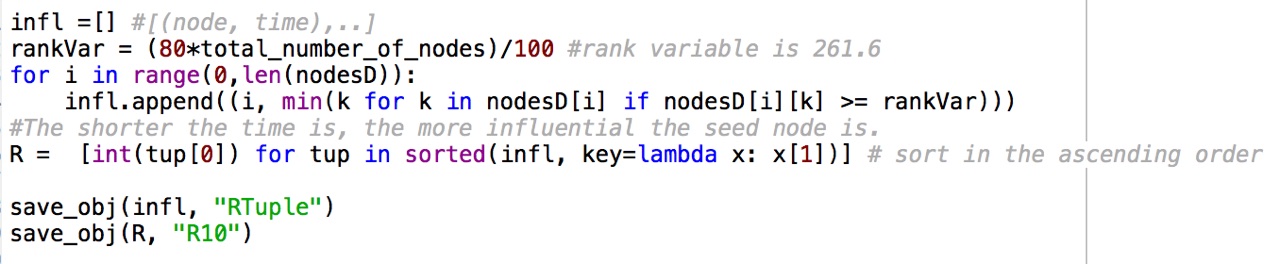 infl =[] #[(node, time),..]
rankVar = (80*total_number_of_nodes)/100 #rank variable is 261.6
for i in range(0,len(nodesD)):
    infl.append((i, min(k for k in nodesD[i] if nodesD[i][k] >= rankVar)))
#The shorter the time is, the more influential the seed node is.
R =  [int(tup[0]) for tup in sorted(infl, key=lambda x: x[1])] # sort in the ascending order

save_obj(infl, "RTuple")
save_obj(R, "R10")